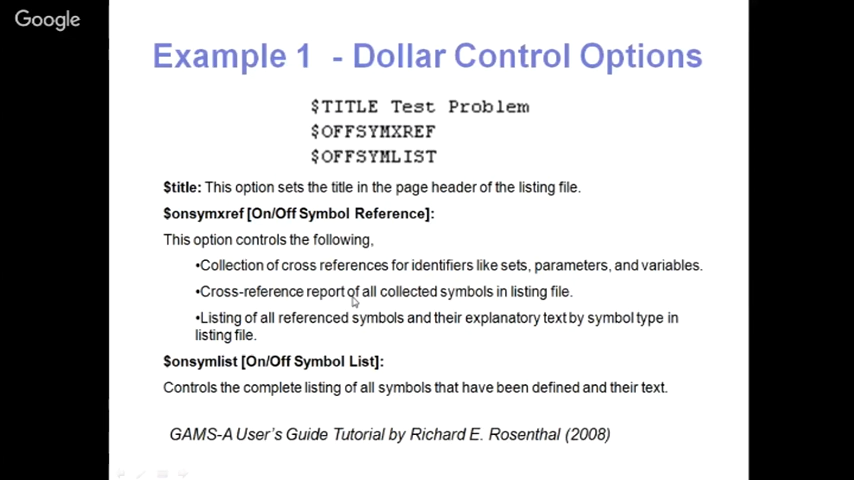 Google
Example 1 - Dollar Control Options
$TITLE Test Problem
$OFFSYMXREF
$OFFSYMLIST
$title: This option sets the title in the page header of the listing file.
$onsymxref [On/Off Symbol Reference]:
This option controls the following,
•Collection of cross references for identifiers like sets, parameters, and variables.
•Cross-reference report of all collected symbols in listing file.
•Listing of all referenced symbols and their explanatory text by symbol type in
listing file.
$onsymlist [On/Off Symbol List]:
Controls the complete listing of all symbols that have been defined and their text.
GAMS-A User's Guide Tutorial by Richard E. Rosenthal (2008)